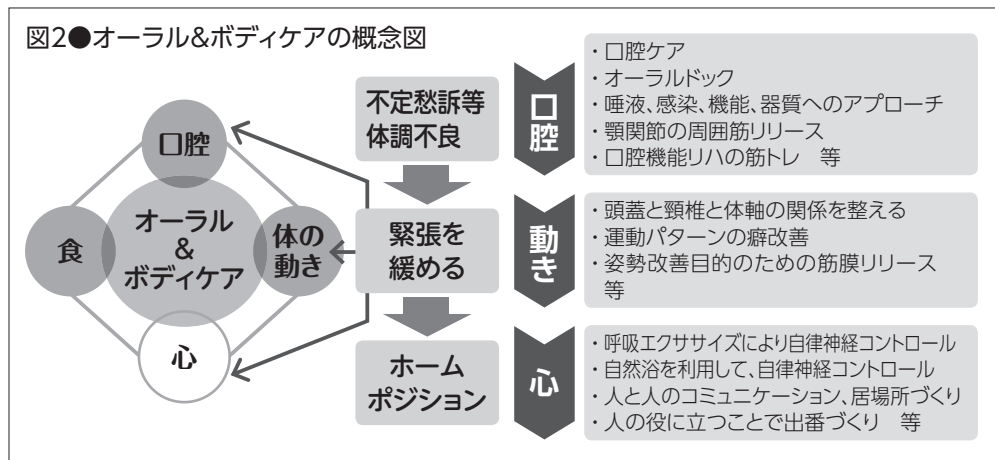 図2●オーラル&ボディケアの概念図
口腔
食
オーラル
&
ボディケア
体の
動き
心
不定愁訴等
体調不良
緊張を
緩める
ホーム
ポジション
口腔
・口腔ケア
・オーラルドック
・唾液、感染、機能、器質へのアプローチ
・顎関節の周囲筋リリース
・口腔機能リハの筋トレ　等
動き
・頭蓋と頸椎と体軸の関係を整える
・運動パターンの癖改善
・姿勢改善目的のための筋膜リリース
等
心
・呼吸エクササイズにより自律神経コントロール
・自然浴を利用して、自律神経コントロール
・人と人のコミュニケーション、居場所づくり
・人の役に立つことで出番づくり　等